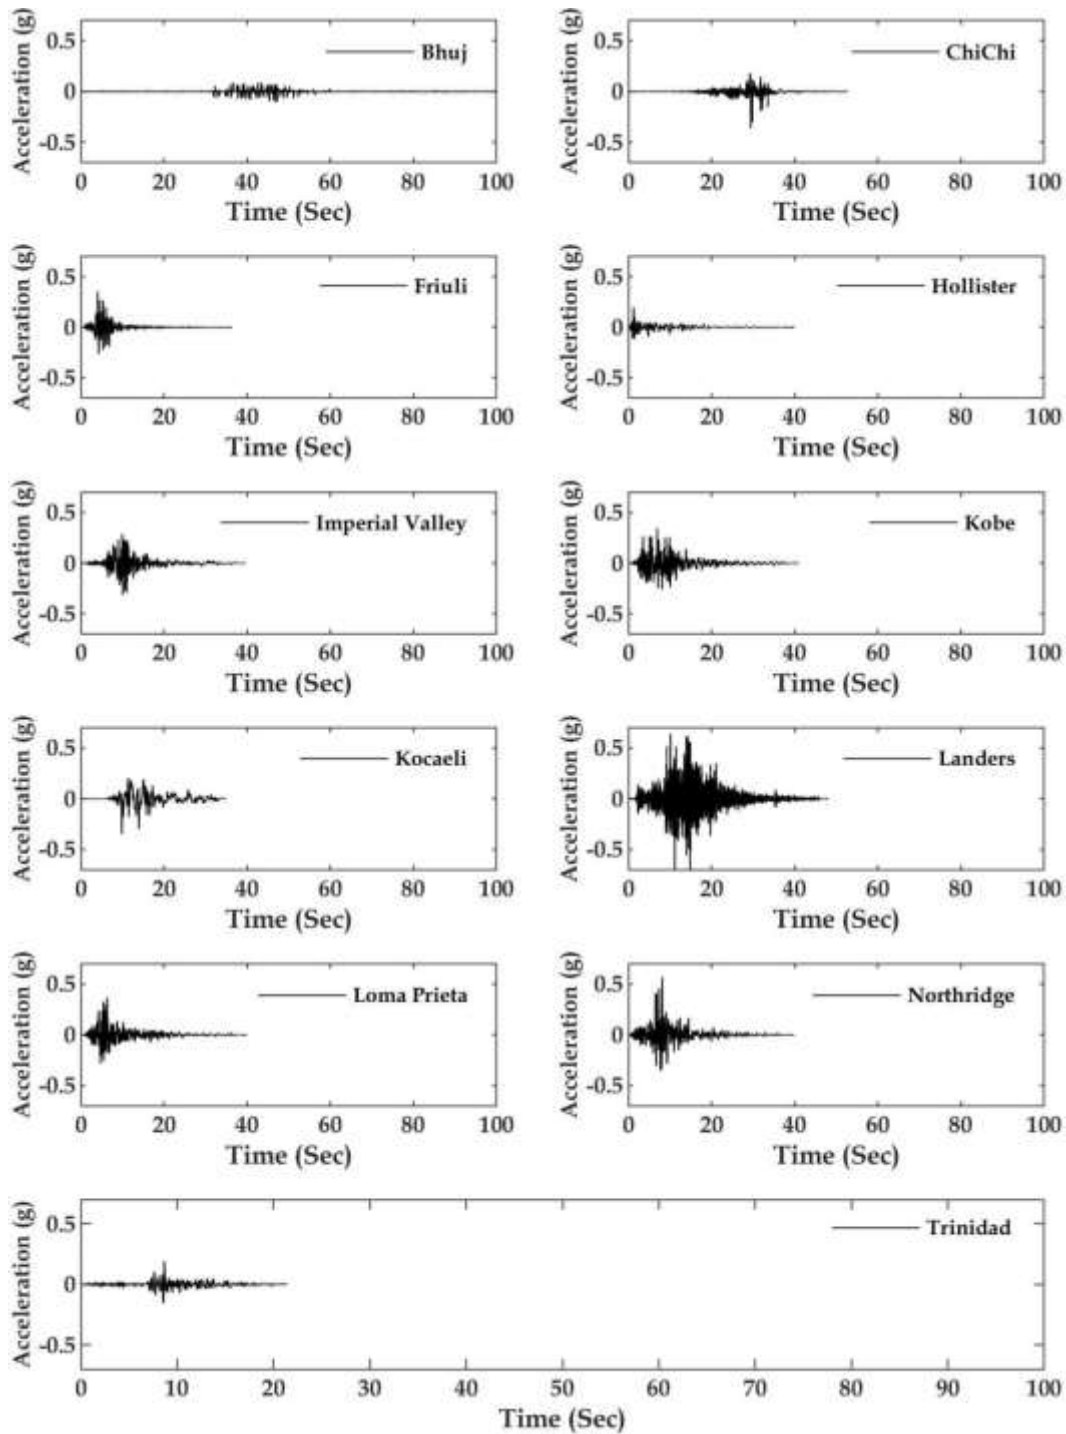 Acceleration (g)
0.5
0
-0.5
Bhuj
0 20 40 60 80 100
Time (Sec)
Acceleration (g)
0.5
0
-0.5
ChiChi
0 20 40 60 80 100
Time (Sec)
Acceleration (g)
0.5
0
-0.5
Friuli
0 20 40 60 80 100
Time (Sec)
Acceleration (g)
0.5
0
-0.5
Hollister
0 20 40 60 80 100
Time (Sec)
Acceleration (g)
0.5
0
-0.5
Imperial Valley
0 20 40 60 80 100
Time (Sec)
Acceleration (g)
0.5
0
-0.5
Kobe
0 20 40 60 80 100
Time (Sec)
Acceleration (g)
0.5
0
-0.5
Kocaeli
0 20 40 60 80 100
Time (Sec)
Acceleration (g)
0.5
0
-0.5
Landers
0 20 40 60 80 100
Time (Sec)
Acceleration (g)
0.5
0
-0.5
Loma Prieta
0 20 40 60 80 100
Time (Sec)
Acceleration (g)
0.5
0
-0.5
Northridge
0 20 40 60 80 100
Time (Sec)
Acceleration (g)
0.5
0
-0.5
Trinidad
0 10 20 30 40 50 60 70 80 90 100
Time (Sec)